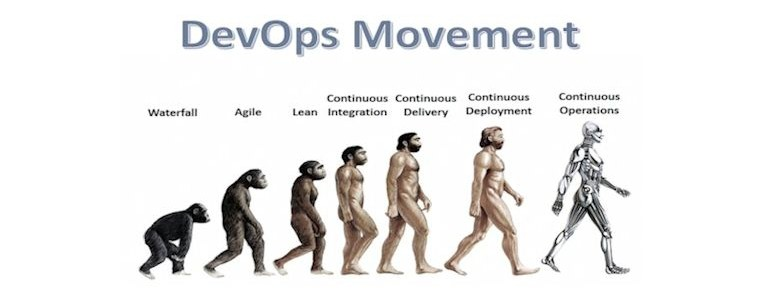 DevOps Movement
Waterfall
Agile
Lean
Continuous
Integration
Continuous
Delivery
Continuous
Deployment
Continuous
Operations